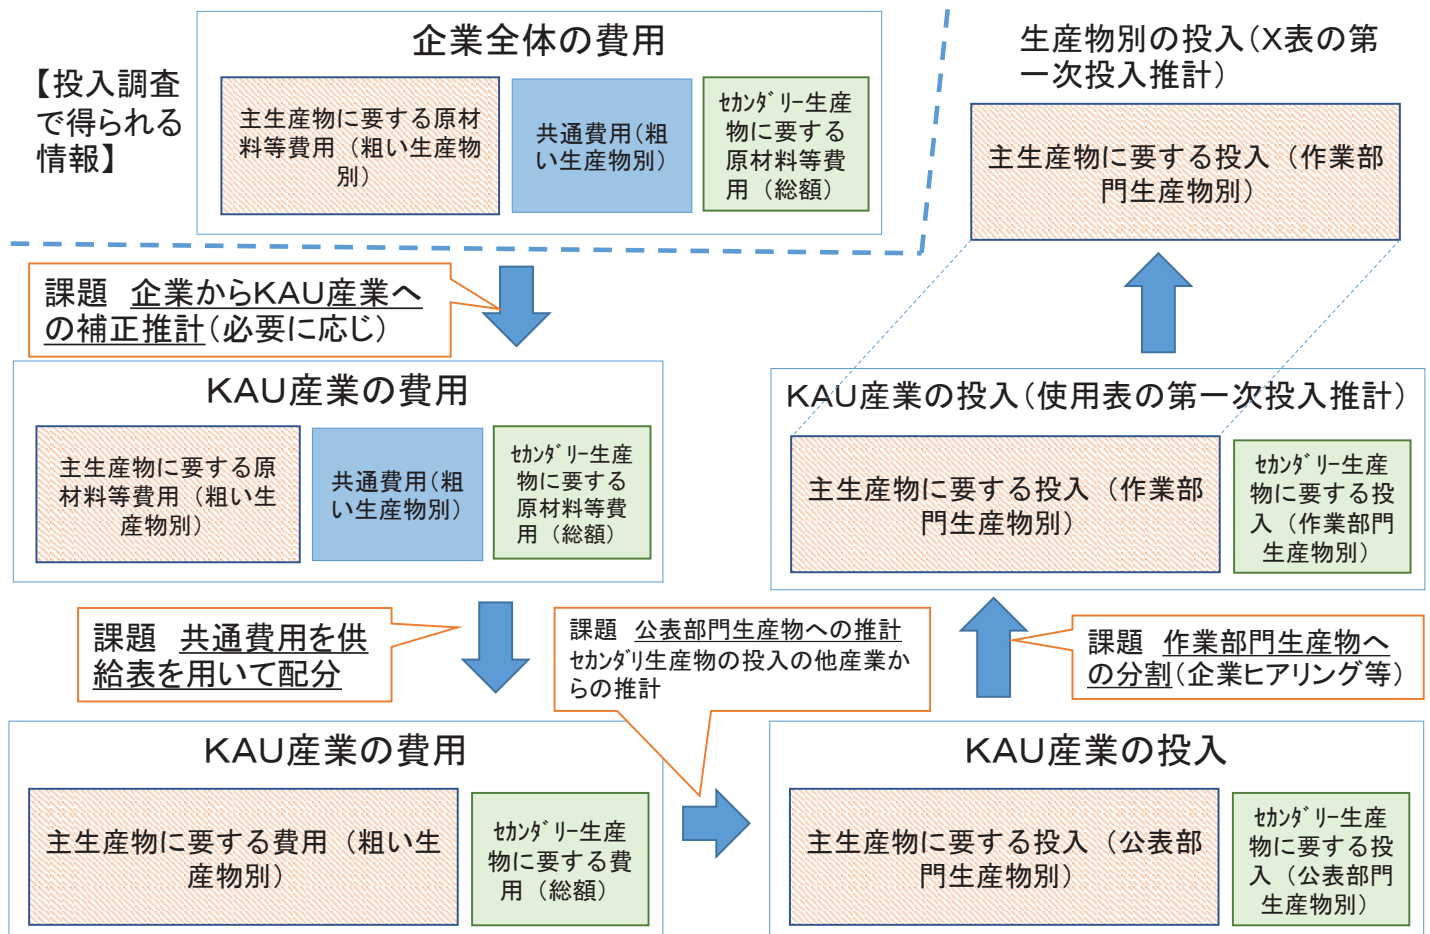 【投入調査
で得られる
情報】
企業全体の費用
主生産物に要する原材
料等費用（粗い生産物
別）
共通費用（粗
い生産物別）
ｾｶﾝﾀﾞﾘｰ生産
物に要する
原材料等費
用（総額）
課題　企業からＫＡＵ産業へ
の補正推計（必要に応じ）
ＫＡＵ産業の費用
主生産物に要する原
材料等費用（粗い生
産物別）
共通費用（粗
い生産物別）
ｾｶﾝﾀﾞﾘｰ生産
物に要する
原材料等費
用（総額）
課題　共通費用を供
給表を用いて配分
ＫＡＵ産業の費用
主生産物に要する費用（粗い生
産物別）
ｾｶﾝﾀﾞﾘｰ生産
物に要する費
用（総額）
課題　公表部門生産物への推計
ｾｶﾝﾀﾞﾘ生産物の投入の他産業か
らの推計
ＫＡＵ産業の投入
主生産物に要する投入（公表部
門生産物別）
ｾｶﾝﾀﾞﾘｰ生産
物に要する投
入（公表部門
生産物別）
課題　作業部門生産物へ
の分割（企業ヒアリング等）
ＫＡＵ産業の投入（使用表の第一次投入推計）
主生産物に要する投入（作業部
門生産物別）
ｾｶﾝﾀﾞﾘｰ生産
物に要する投
入（作業部門
生産物別）
生産物別の投入（Ｘ表の第
一次投入推計）
主生産物に要する投入（作業部
門生産物別）